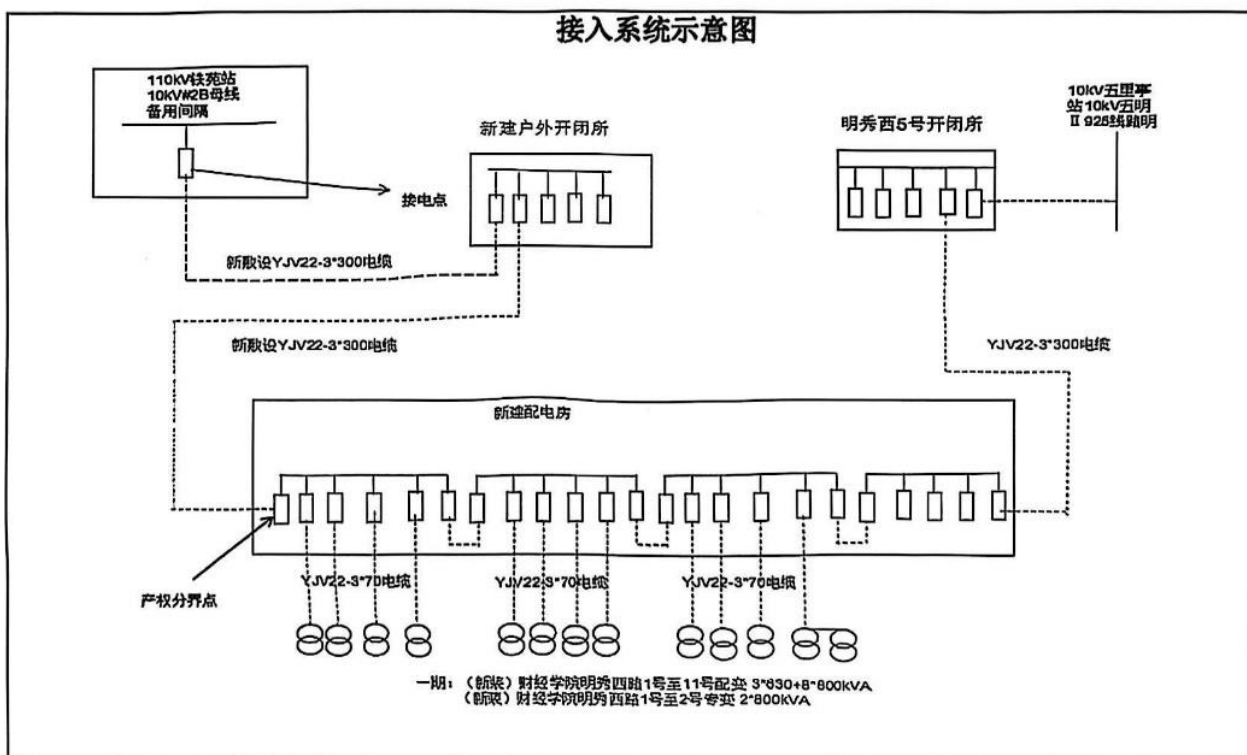 接入系统示意图
110kV铁苑站
10kV#2B母线
备用间隔
新建户外开闭所
明秀西5号开闭所
10kV五里亭
站10kV五明
Ⅱ925线路明
接电点
新敷设YJV22-3*300电缆
新敷设YJV22-3*300电缆
YJV22-3*300电缆
新建配电房
YJV22-3*70电缆
YJV22-3*70电缆
YJV22-3*70电缆
产权分界点
一期：（新装）财经学院明秀西路1号至11号配变 3*630+8*800kVA
（新装）财经学院明秀西路1号至2号专变 2*800kVA